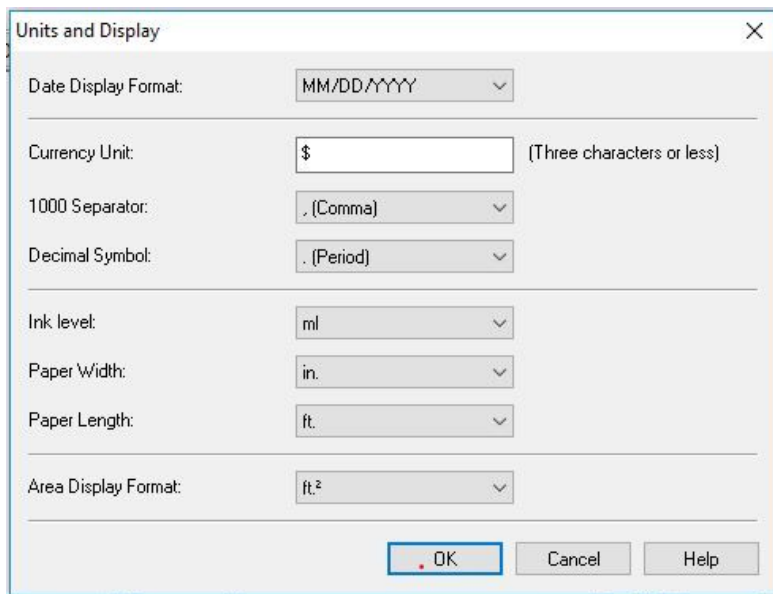 Units and Display
Date Display Format: MM/DD/YYYY
Currency Unit: $ (Three characters or less)
1000 Separator: , (Comma)
Decimal Symbol: . (Period)
Ink level: ml
Paper Width: in.
Paper Length: ft.
Area Display Format: ft.²
OK Cancel Help